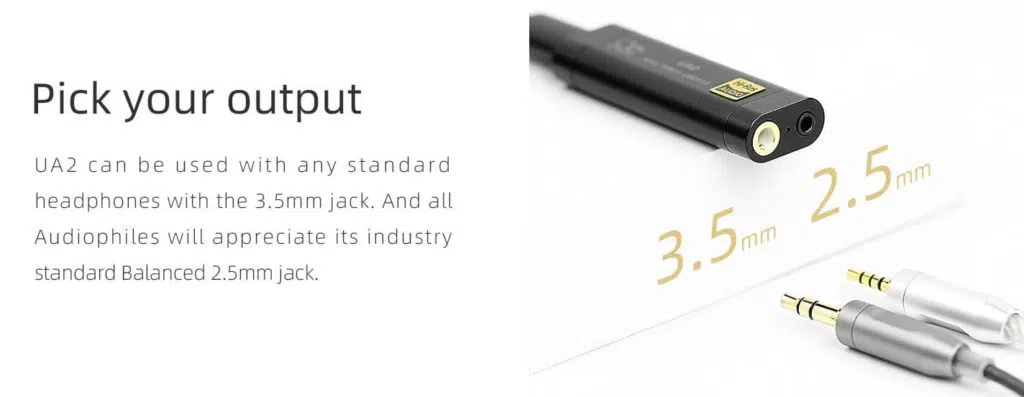 Pick your output
UA2 can be used with any standard
headphones with the 3.5mm jack. And all
Audiophiles will appreciate its industry
standard Balanced 2.5mm jack.
UA2
Hi-Res
AUDIO
3.5mm
2.5mm